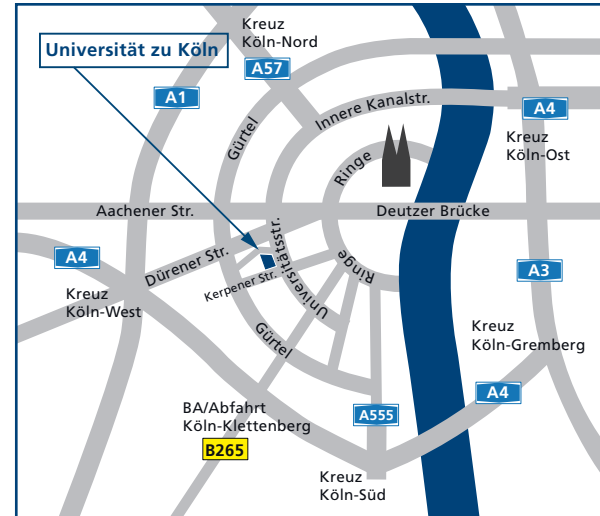 Kreuz
Köln-Nord
Universität zu Köln
A57
A1
Innere Kanalstr.
A4
Gürtel
Kreuz
Köln-Ost
Ringe
Aachener Str.
Deutzer Brücke
Universitätsstr.
A4
Dürener Str.
Ringe
A3
Kerpener Str.
Kreuz
Köln-West
Gürtel
Kreuz
Köln-Gremberg
A4
BA/Abfahrt
Köln-Klettenberg
A555
B265
Kreuz
Köln-Süd